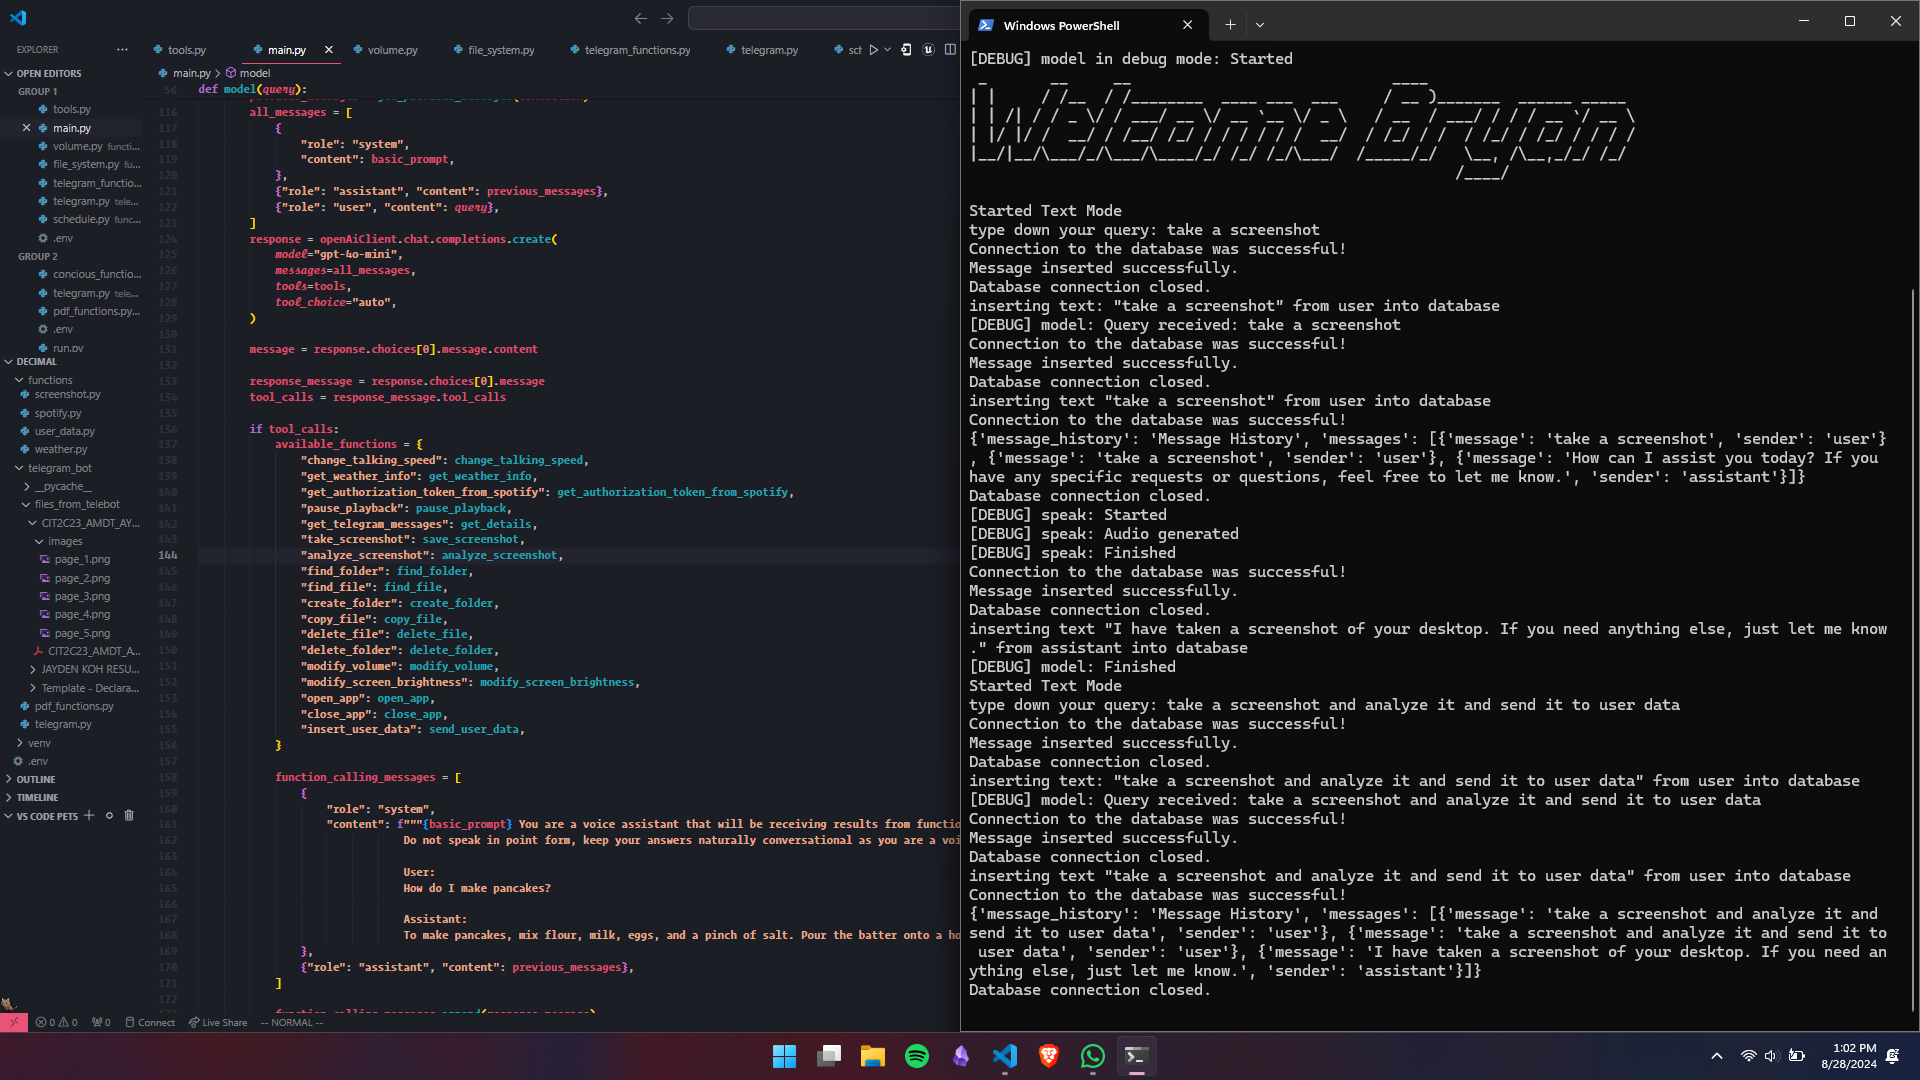 EXPLORER
OPEN EDITORS
GROUP 1
tools.py
main.py
volume.py functi...
file_system.py fu...
telegram_functio...
telegram.py tele...
schedule.py func...
.env
GROUP 2
concious_functio...
telegram.py tele...
pdf_functions.py...
.env
run.py
DECIMAL
functions
screenshot.py
spotify.py
user_data.py
weather.py
telegram_bot
__pycache__
files_from_telebot
CIT2C23_AMDT_AY...
images
page_1.png
page_2.png
page_3.png
page_4.png
page_5.png
CIT2C23_AMDT_A...
JAYDEN KOH RESU...
Template - Declara...
pdf_functions.py
telegram.py
venv
.env
OUTLINE
TIMELINE
VS CODE PETS
0 0 0 Connect Live Share -- NORMAL --
tools.py main.py volume.py file_system.py telegram_functions.py telegram.py sch
main.py > model
56 def model(query):
116 all_messages = [
117 {
118 "role": "system",
119 "content": basic_prompt,
120 },
121 {"role": "assistant", "content": previous_messages},
122 {"role": "user", "content": query},
123 ]
124 response = openAiClient.chat.completions.create(
125 model="gpt-4o-mini",
126 messages=all_messages,
127 tools=tools,
128 tool_choice="auto",
129 )
130
131 message = response.choices[0].message.content
132
133 response_message = response.choices[0].message
134 tool_calls = response_message.tool_calls
135
136 if tool_calls:
137 available_functions = {
138 "change_talking_speed": change_talking_speed,
139 "get_weather_info": get_weather_info,
140 "get_authorization_token_from_spotify": get_authorization_token_from_spotify,
141 "pause_playback": pause_playback,
142 "get_telegram_messages": get_details,
143 "take_screenshot": save_screenshot,
144 "analyze_screenshot": analyze_screenshot,
145 "find_folder": find_folder,
146 "find_file": find_file,
147 "create_folder": create_folder,
148 "copy_file": copy_file,
149 "delete_file": delete_file,
150 "delete_folder": delete_folder,
151 "modify_volume": modify_volume,
152 "modify_screen_brightness": modify_screen_brightness,
153 "open_app": open_app,
154 "close_app": close_app,
155 "insert_user_data": send_user_data,
156 }
157
158 function_calling_messages = [
159 {
160 "role": "system",
161 "content": f"""{basic_prompt} You are a voice assistant that will be receiving results from functio
162 Do not speak in point form, keep your answers naturally conversational as you are a voi
163
164 User:
165 How do I make pancakes?
166
167 Assistant:
168 To make pancakes, mix flour, milk, eggs, and a pinch of salt. Pour the batter onto a ho
169 },
170 {"role": "assistant", "content": previous_messages},
171 ]
172
Windows PowerShell
[DEBUG] model in debug mode: Started
Welcome Bryan
Started Text Mode
type down your query: take a screenshot
Connection to the database was successful!
Message inserted successfully.
Database connection closed.
inserting text: "take a screenshot" from user into database
[DEBUG] model: Query received: take a screenshot
Connection to the database was successful!
Message inserted successfully.
Database connection closed.
inserting text "take a screenshot" from user into database
Connection to the database was successful!
{'message_history': 'Message History', 'messages': [{'message': 'take a screenshot', 'sender': 'user'}
, {'message': 'take a screenshot', 'sender': 'user'}, {'message': 'How can I assist you today? If you
have any specific requests or questions, feel free to let me know.', 'sender': 'assistant'}]}
Database connection closed.
[DEBUG] speak: Started
[DEBUG] speak: Audio generated
[DEBUG] speak: Finished
Connection to the database was successful!
Message inserted successfully.
Database connection closed.
inserting text "I have taken a screenshot of your desktop. If you need anything else, just let me know
." from assistant into database
[DEBUG] model: Finished
Started Text Mode
type down your query: take a screenshot and analyze it and send it to user data
Connection to the database was successful!
Message inserted successfully.
Database connection closed.
inserting text: "take a screenshot and analyze it and send it to user data" from user into database
[DEBUG] model: Query received: take a screenshot and analyze it and send it to user data
Connection to the database was successful!
Message inserted successfully.
Database connection closed.
inserting text "take a screenshot and analyze it and send it to user data" from user into database
Connection to the database was successful!
{'message_history': 'Message History', 'messages': [{'message': 'take a screenshot and analyze it and
send it to user data', 'sender': 'user'}, {'message': 'take a screenshot and analyze it and send it to
 user data', 'sender': 'user'}, {'message': 'I have taken a screenshot of your desktop. If you need an
ything else, just let me know.', 'sender': 'assistant'}]}
Database connection closed.
1:02 PM
8/28/2024